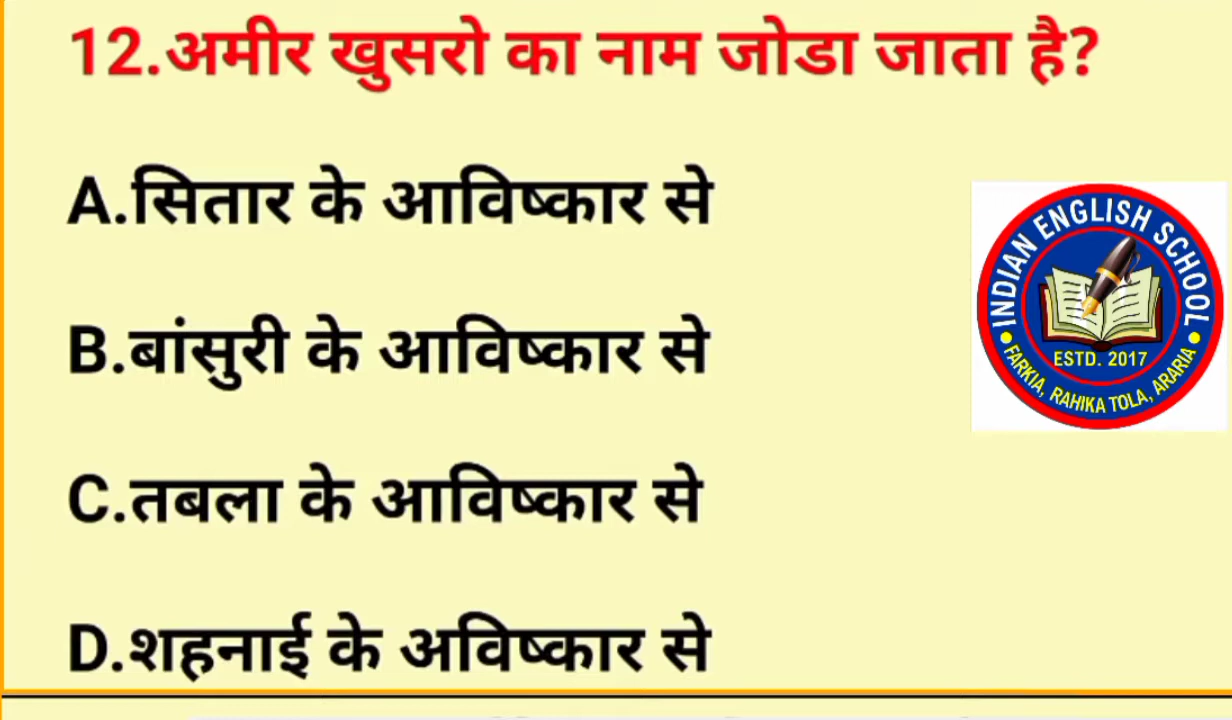 12.अमीर खुसरो का नाम जोडा जाता है?
A.सितार के आविष्कार से
INDIAN ENGLISH SCHOOL
ESTD. 2017
FARKIA, RAHIKA TOLA, ARARIA
B.बांसुरी के आविष्कार से
C.तबला के आविष्कार से
D.शहनाई के अविष्कार से